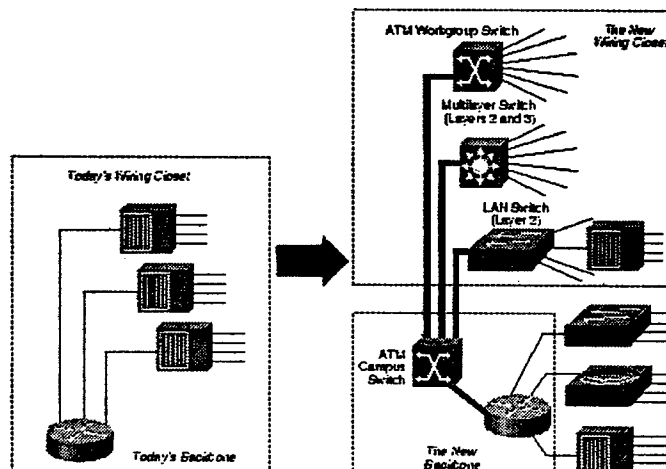 ATM Workgroup Switch
The New
Wiring Closet
Multilayer Switch
(Layers 2 and 3)
Today's Wiring Closet
LAN Switch
(Layer 2)
ATM
Campus
Switch
Today's Backbone
The New
Backbone